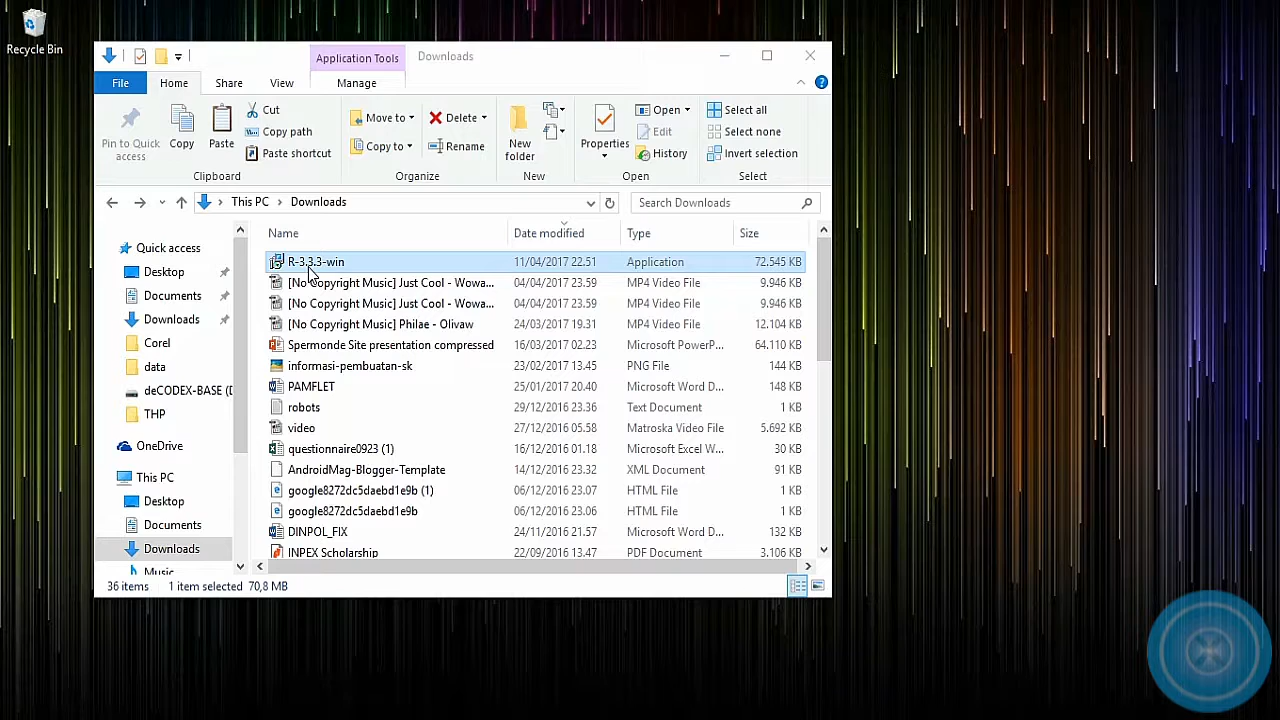 Recycle Bin
Application Tools
Downloads
File
Home
Share
View
Manage
Pin to Quick access
Copy
Paste
Cut
Copy path
Paste shortcut
Clipboard
Move to
Copy to
Delete
Rename
Organize
New folder
New
Properties
Open
Edit
History
Open
Select all
Select none
Invert selection
Select
This PC > Downloads
Search Downloads
Name Date modified Type Size
Quick access
Desktop
Documents
Downloads
Corel
data
deCODEX-BASE (D
THP
OneDrive
This PC
Desktop
Documents
Downloads
Music
R-3.3.3-win 11/04/2017 22.51 Application 72.545 KB
[No Copyright Music] Just Cool - Wowa... 04/04/2017 23.59 MP4 Video File 9.946 KB
[No Copyright Music] Just Cool - Wowa... 04/04/2017 23.59 MP4 Video File 9.946 KB
[No Copyright Music] Philae - Olivaw 24/03/2017 19.31 MP4 Video File 12.104 KB
Spermonde Site presentation compressed 16/03/2017 02.23 Microsoft PowerP... 64.110 KB
informasi-pembuatan-sk 23/02/2017 13.45 PNG File 144 KB
PAMFLET 25/01/2017 20.40 Microsoft Word D... 148 KB
robots 29/12/2016 23.36 Text Document 1 KB
video 27/12/2016 05.58 Matroska Video File 5.692 KB
questionnaire0923 (1) 16/12/2016 01.18 Microsoft Excel W... 30 KB
AndroidMag-Blogger-Template 14/12/2016 23.32 XML Document 91 KB
google8272dc5daebd1e9b (1) 06/12/2016 23.07 HTML File 1 KB
google8272dc5daebd1e9b 06/12/2016 23.06 HTML File 1 KB
DINPOL_FIX 24/11/2016 21.57 Microsoft Word D... 132 KB
INPEX Scholarship 22/09/2016 13.47 PDF Document 3.106 KB
36 items 1 item selected 70,8 MB